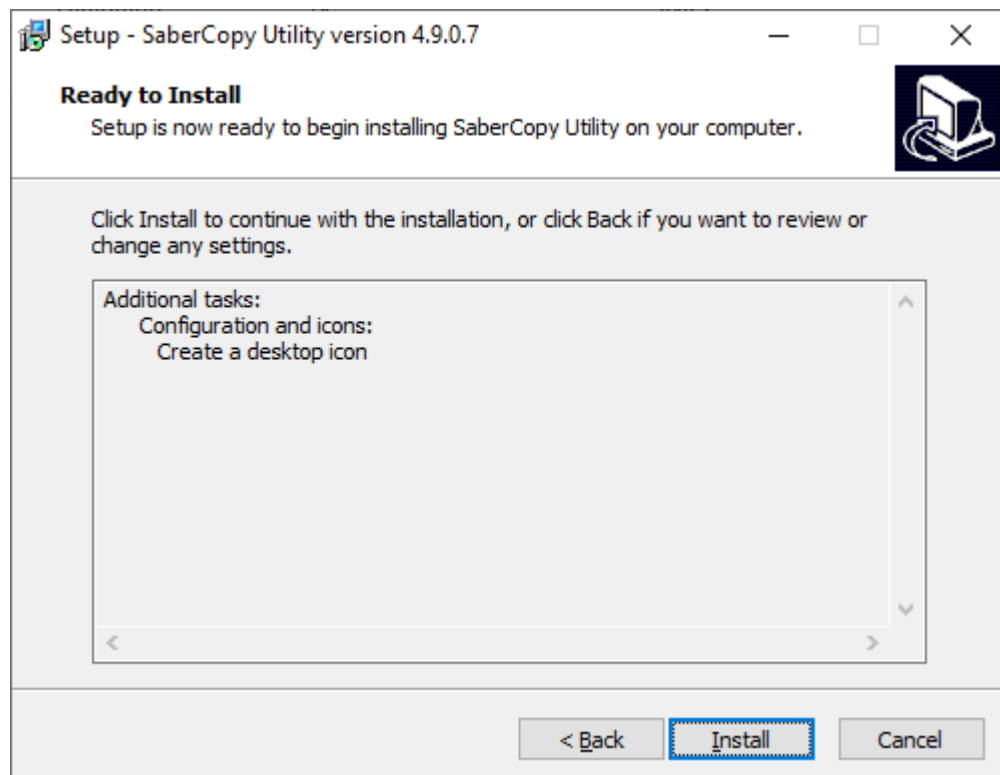 Setup - SaberCopy Utility version 4.9.0.7
Ready to Install
Setup is now ready to begin installing SaberCopy Utility on your computer.
Click Install to continue with the installation, or click Back if you want to review or
change any settings.
Additional tasks:
Configuration and icons:
Create a desktop icon
< Back
Install
Cancel